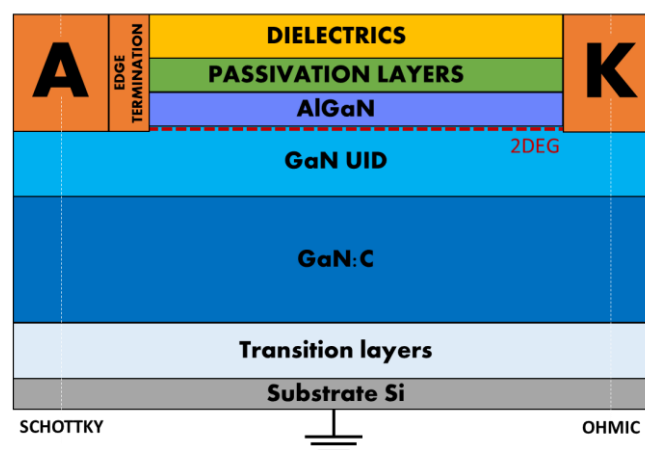 A
EDGE
TERMINATION
DIELECTRICS
K
PASSIVATION LAYERS
AlGaN
2DEG
GaN UID
GaN:C
Transition layers
Substrate Si
SCHOTTKY
OHMIC